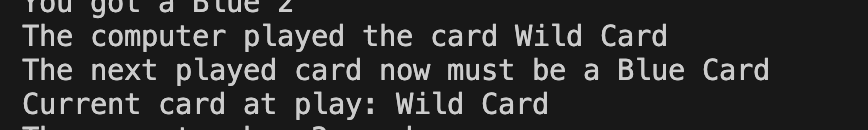 You got a Blue 2
The computer played the card Wild Card
The next played card now must be a Blue Card
Current card at play: Wild Card